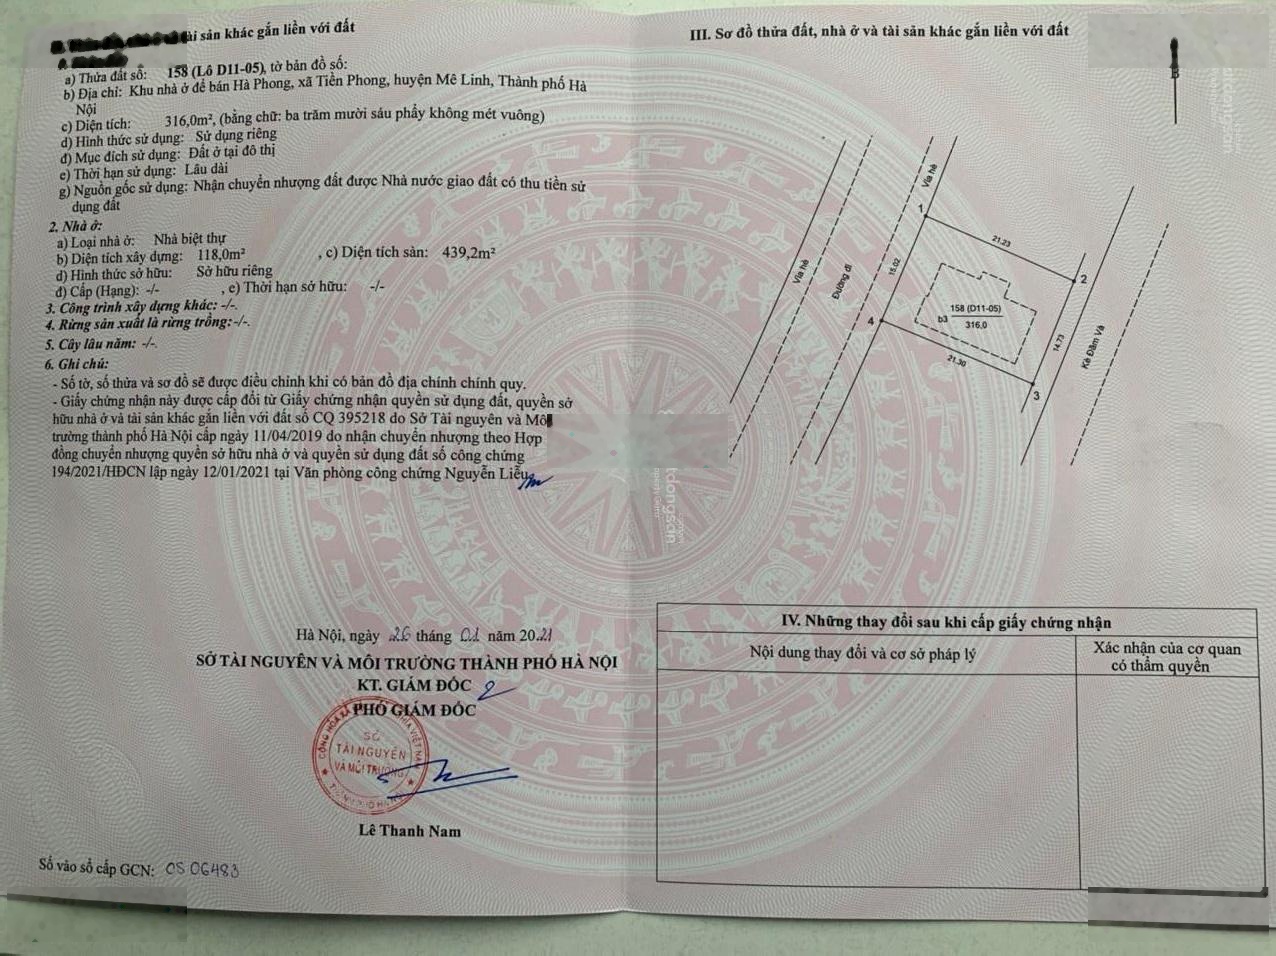 tài sản khác gắn liền với đất
a) Thửa đất số: 158 (Lô D11-05), tờ bản đồ số:
b) Địa chỉ: Khu nhà ở để bán Hà Phong, xã Tiền Phong, huyện Mê Linh, Thành phố Hà
Nội
c) Diện tích: 316,0m², (bằng chữ: ba trăm mười sáu phẩy không mét vuông)
d) Hình thức sử dụng: Sử dụng riêng
đ) Mục đích sử dụng: Đất ở tại đô thị
e) Thời hạn sử dụng: Lâu dài
g) Nguồn gốc sử dụng: Nhận chuyển nhượng đất được Nhà nước giao đất có thu tiền sử
dụng đất
2. Nhà ở:
a) Loại nhà ở: Nhà biệt thự
b) Diện tích xây dựng: 118,0m² , c) Diện tích sàn: 439,2m²
d) Hình thức sở hữu: Sở hữu riêng
đ) Cấp (Hạng): -/- , e) Thời hạn sở hữu: -/-
3. Công trình xây dựng khác: -/-.
4. Rừng sản xuất là rừng trồng:-/-.
5. Cây lâu năm: -/-.
6. Ghi chú:
- Số tờ, số thửa và sơ đồ sẽ được điều chỉnh khi có bản đồ địa chính chính quy.
- Giấy chứng nhận này được cấp đổi từ Giấy chứng nhận quyền sử dụng đất, quyền sở
hữu nhà ở và tài sản khác gắn liền với đất số CQ 395218 do Sở Tài nguyên và Môi
trường thành phố Hà Nội cấp ngày 11/04/2019 do nhận chuyển nhượng theo Hợp
đồng chuyển nhượng quyền sở hữu nhà ở và quyền sử dụng đất số công chứng
194/2021/HĐCN lập ngày 12/01/2021 tại Văn phòng công chứng Nguyễn Liễu
Hà Nội, ngày 26 tháng 01 năm 2021
SỞ TÀI NGUYÊN VÀ MÔI TRƯỜNG THÀNH PHỐ HÀ NỘI
KT. GIÁM ĐỐC
PHÓ GIÁM ĐỐC
SỞ
TÀI NGUYÊN
VÀ MÔI TRƯỜNG
Lê Thanh Nam
Số vào sổ cấp GCN: CS 06483
III. Sơ đồ thửa đất, nhà ở và tài sản khác gắn liền với đất
B
Vỉa hè
Đường đi
Vỉa hè
1
21.23
2
15.02
158 (D11-05)
b3
316,0
4
21.30
14.73
3
Kè Đầm Và
IV. Những thay đổi sau khi cấp giấy chứng nhận
Nội dung thay đổi và cơ sở pháp lý
Xác nhận của cơ quan
có thẩm quyền